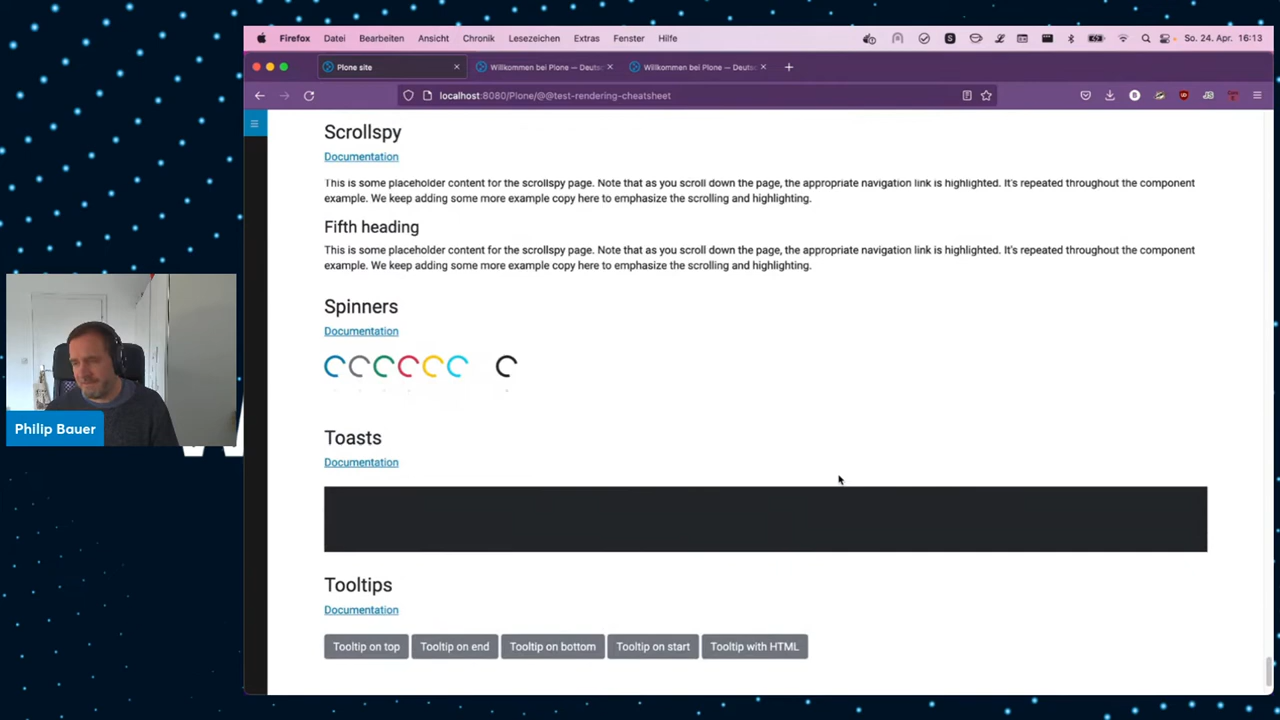 Firefox Datei Bearbeiten Ansicht Chronik Lesezeichen Extras Fenster Hilfe So. 24. Apr. 16:13
Plone site Willkommen bei Plone — Deuts Willkommen bei Plone — Deuts
localhost:8080/Plone/@@test-rendering-cheatsheet
Scrollspy
Documentation
This is some placeholder content for the scrollspy page. Note that as you scroll down the page, the appropriate navigation link is highlighted. It's repeated throughout the component
example. We keep adding some more example copy here to emphasize the scrolling and highlighting.
Fifth heading
This is some placeholder content for the scrollspy page. Note that as you scroll down the page, the appropriate navigation link is highlighted. It's repeated throughout the component
example. We keep adding some more example copy here to emphasize the scrolling and highlighting.
Spinners
Documentation
Toasts
Documentation
Tooltips
Documentation
Tooltip on top Tooltip on end Tooltip on bottom Tooltip on start Tooltip with HTML
Philip Bauer